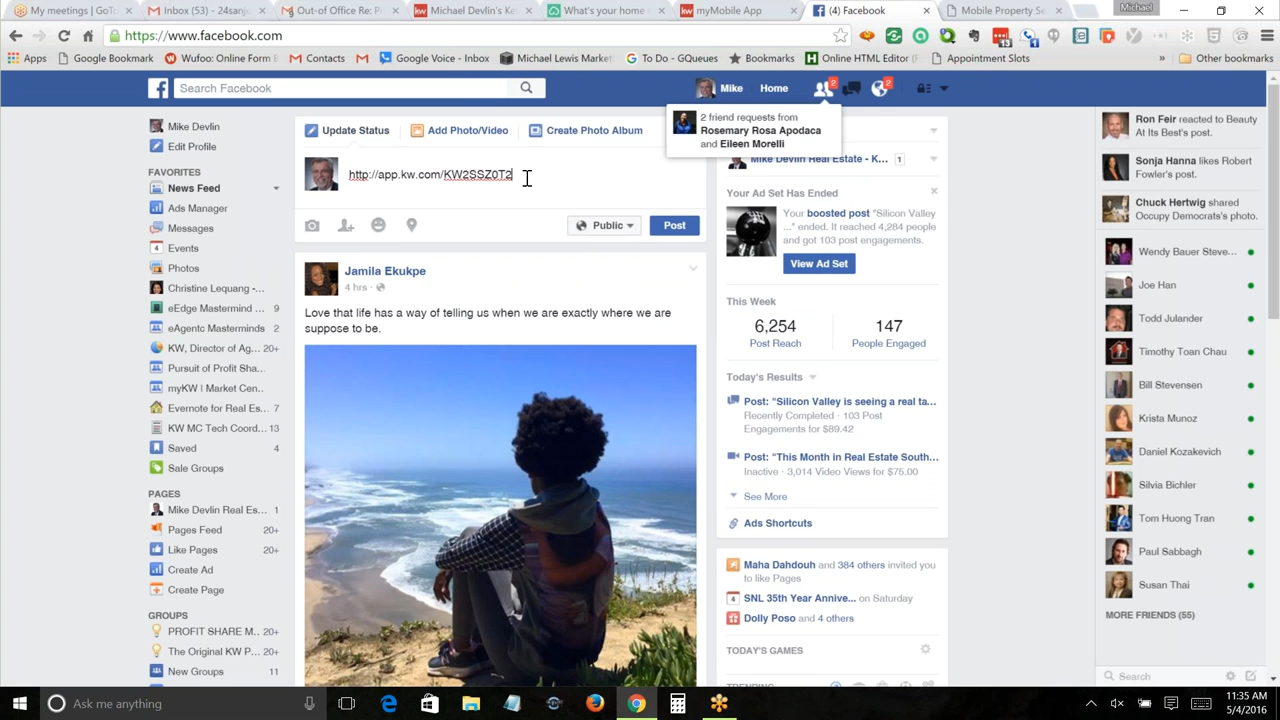 My meetings | GoTo
Inbox (53) - 24sanjo
Out-of Office Re: Pr
Michael Devlin's Ke
What's your home
myMobile App
(4) Facebook
Mobile Property Se
Michael
https://www.facebook.com
13
1
Apps
Google Bookmark
Wufoo: Online Form
Contacts
Google Voice - Inbox
Michael Lewis Market
To Do - GQueues
Bookmarks
Online HTML Editor (
Appointment Slots
Other bookmarks
Search Facebook
Mike
Home
2
2
2 friend requests from
Rosemary Rosa Apodaca
and Eileen Morelli
Mike Devlin
Edit Profile
FAVORITES
News Feed
Ads Manager
Messages
4 Events
Photos
Christine Lequang -...
eEdge Mastermind ... 9
eAgentc Masterminds 2
KW, Director of Ag... 20+
Pursuit of Profit Sha...
myKW | Market Cen...
Evernote for Real Es... 7
KW MC Tech Coord... 13
Saved 4
Sale Groups
PAGES
Mike Devlin Real Es... 1
Pages Feed 20+
Like Pages 20+
Create Ad
Create Page
GROUPS
PROFIT SHARE M... 20+
The Original KW P... 20+
New Groups 11
Update Status
Add Photo/Video
Create Photo Album
http://app.kw.com/KW2SSZ0T2
Public
Post
Jamila Ekukpe
4 hrs ·
Love that life has a way of telling us when we are exactly where we are
suppose to be.
Mike Devlin Real Estate - K... 1
Your Ad Set Has Ended
Your boosted post "Silicon Valley
..." ended. It reached 4,284 people
and got 103 post engagements.
View Ad Set
This Week
6,254
Post Reach
147
People Engaged
Today's Results
Post: "Silicon Valley is seeing a real ta...
Recently Completed · 103 Post
Engagements for $89.42
Post: "This Month in Real Estate South...
Inactive · 3,014 Video Views for $75.00
See More
Ads Shortcuts
Maha Dahdouh and 384 others invited you
to like Pages
4 SNL 35th Year Annive... on Saturday
Dolly Poso and 4 others
TODAY'S GAMES
TRENDING
Ron Feir reacted to Beauty
At Its Best's post.
Sonja Hanna likes Robert
Fowler's post.
Chuck Hertwig shared
Occupy Democrats's photo.
Wendy Bauer Steve...
Joe Han
Todd Julander
Timothy Toan Chau
Bill Stevensen
Krista Munoz
Daniel Kozakevich
Silvia Bichler
Tom Huong Tran
Paul Sabbagh
Susan Thai
MORE FRIENDS (55)
Search
Ask me anything
11:35 AM
5/4/2016